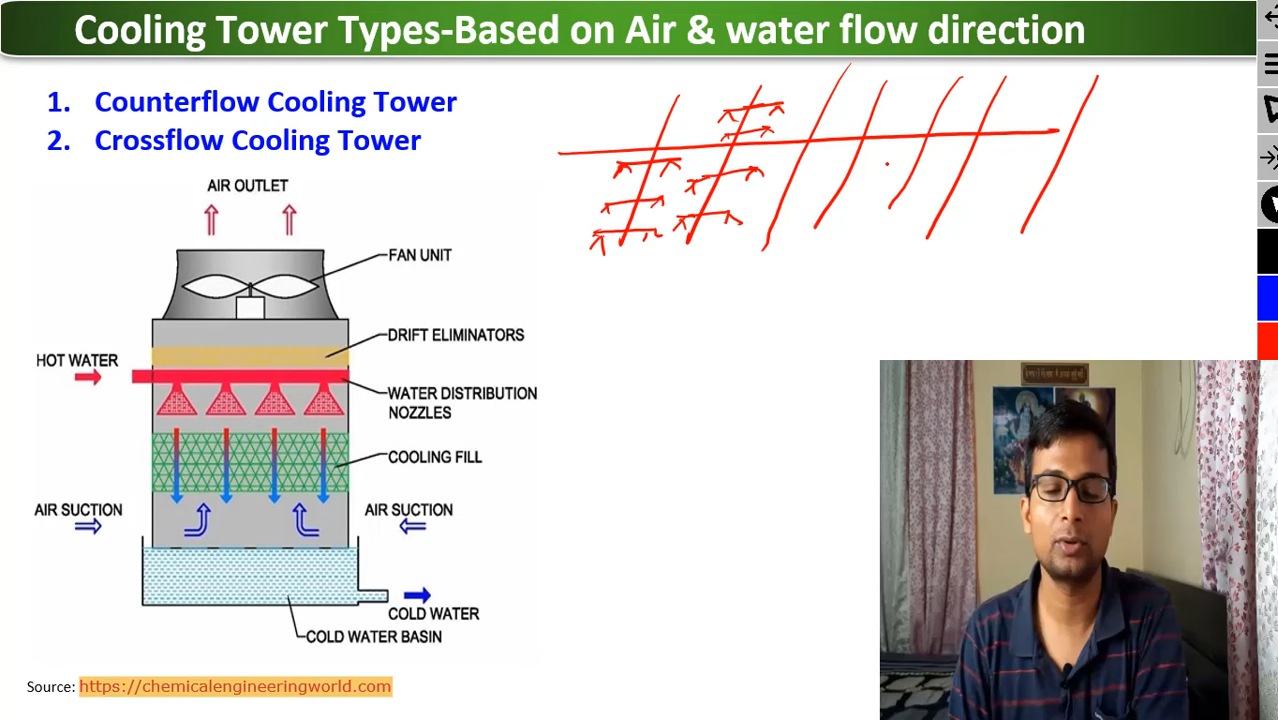 Cooling Tower Types-Based on Air & water flow direction
1. Counterflow Cooling Tower
2. Crossflow Cooling Tower
AIR OUTLET
FAN UNIT
DRIFT ELIMINATORS
HOT WATER
WATER DISTRIBUTION
NOZZLES
COOLING FILL
AIR SUCTION
AIR SUCTION
COLD WATER
COLD WATER BASIN
Source: https://chemicalengineeringworld.com